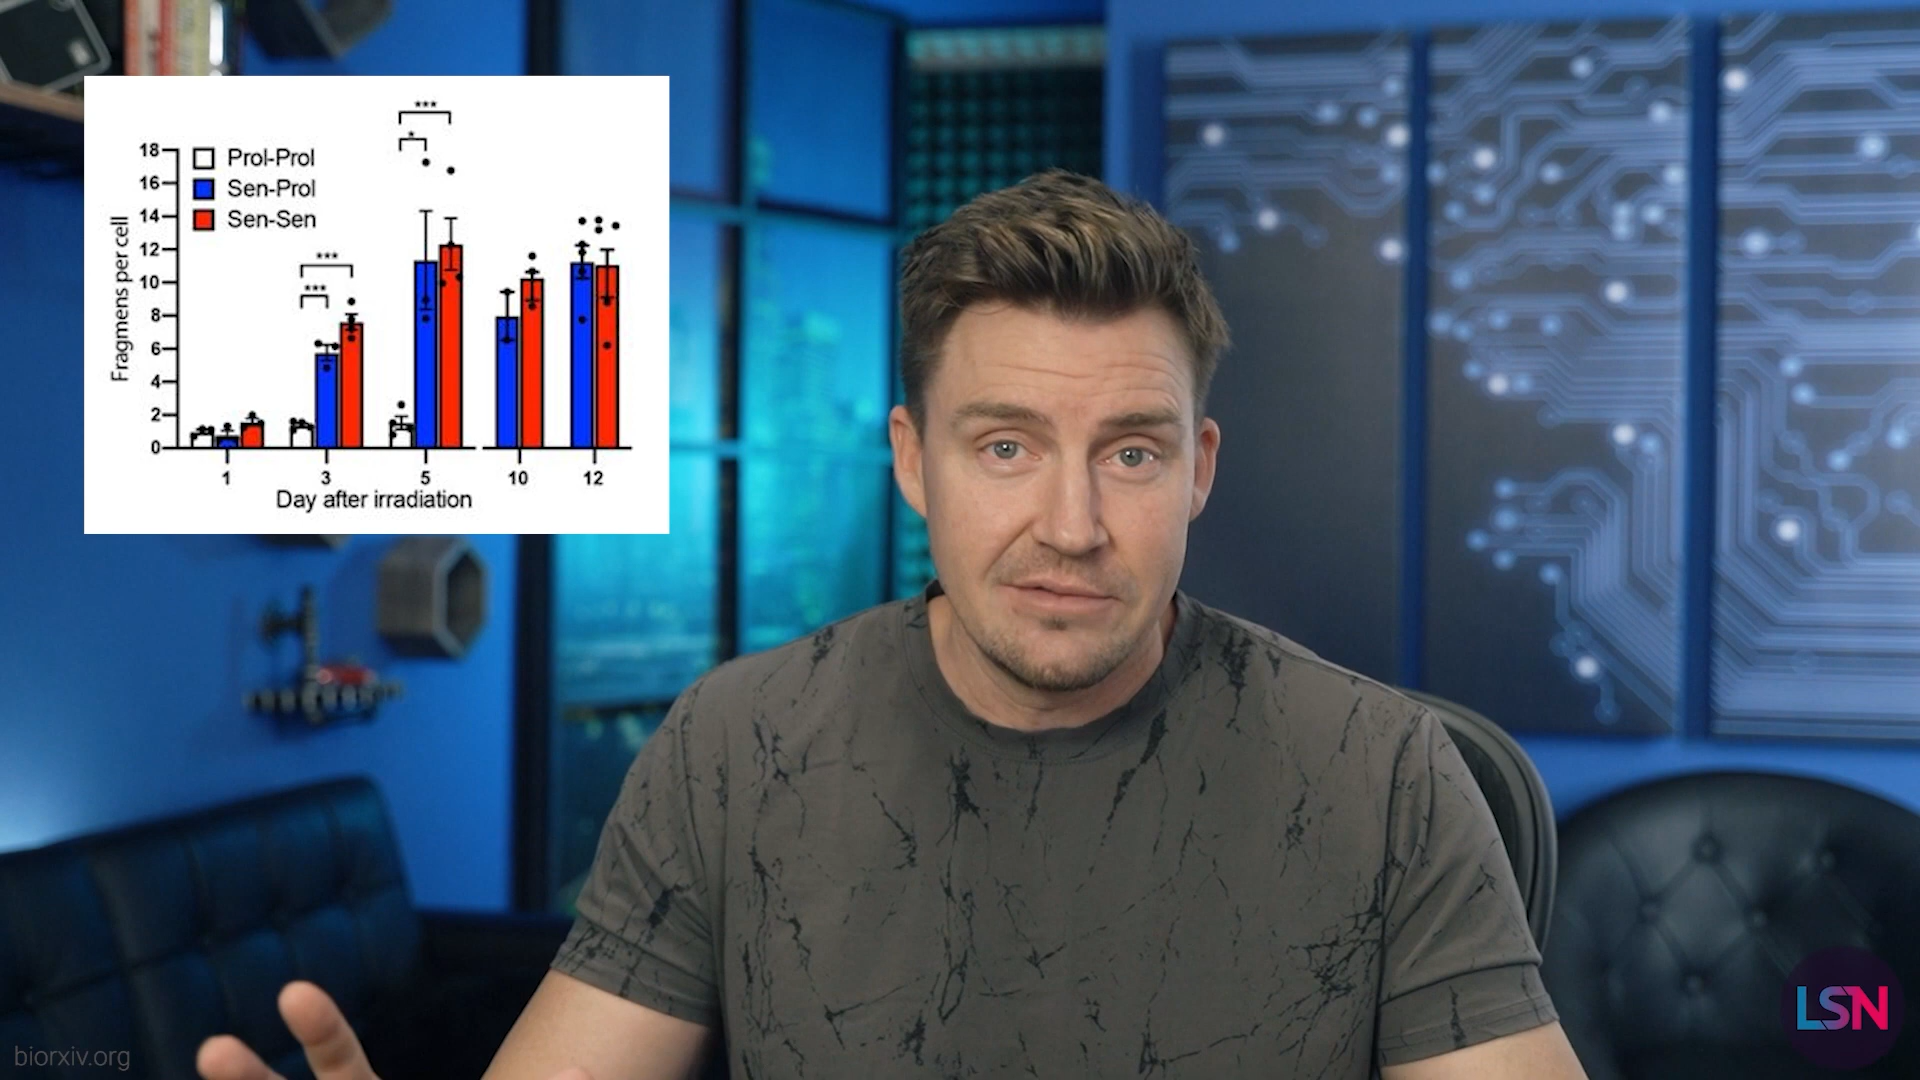 ***
*
18
Prol-Prol
16
Sen-Prol
14
Sen-Sen
12
***
10
***
8
6
4
2
0
Fragmens per cell
1 3 5 10 12
Day after irradiation
LSN
biorxiv.org